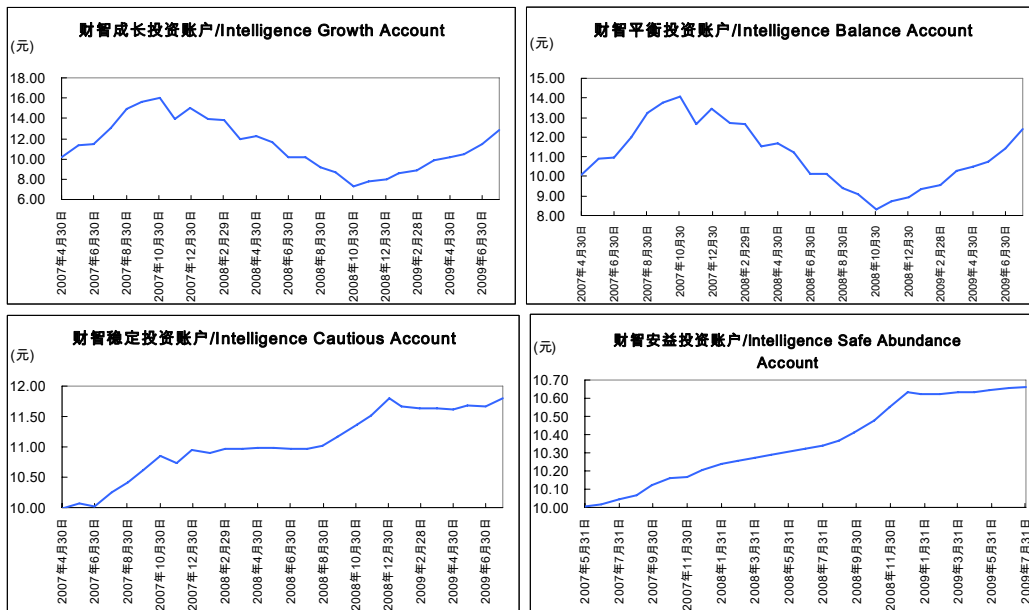 财智成长投资账户/Intelligence Growth Account
(元)
18.00
16.00
14.00
12.00
10.00
8.00
6.00
2007年4月30日
2007年6月30日
2007年8月30日
2007年10月30日
2007年12月30日
2008年2月29日
2008年4月30日
2008年6月30日
2008年8月30日
2008年10月30日
2008年12月30日
2009年2月28日
2009年4月30日
2009年6月30日
财智平衡投资账户/Intelligence Balance Account
(元)
15.00
14.00
13.00
12.00
11.00
10.00
9.00
8.00
2007年4月30日
2007年6月30日
2007年8月30日
2007年10月30
2007年12月30
2008年2月29日
2008年4月30日
2008年6月30日
2008年8月30日
2008年10月30
2008年12月30
2009年2月28日
2009年4月30日
2009年6月30日
财智稳定投资账户/Intelligence Cautious Account
(元)
12.00
11.50
11.00
10.50
10.00
2007年4月30日
2007年6月30日
2007年8月30日
2007年10月30日
2007年12月30日
2008年2月29日
2008年4月30日
2008年6月30日
2008年8月30日
2008年10月30日
2008年12月30日
2009年2月28日
2009年4月30日
2009年6月30日
财智安益投资账户/Intelligence Safe Abundance
Account
(元)
10.70
10.60
10.50
10.40
10.30
10.20
10.10
10.00
2007年5月31日
2007年7月31日
2007年9月30日
2007年11月30日
2008年1月31日
2008年3月31日
2008年5月31日
2008年5月31日
2008年9月30日
2008年11月30日
2009年1月31日
2009年3月31日
2009年5月31日
2009年7月31日